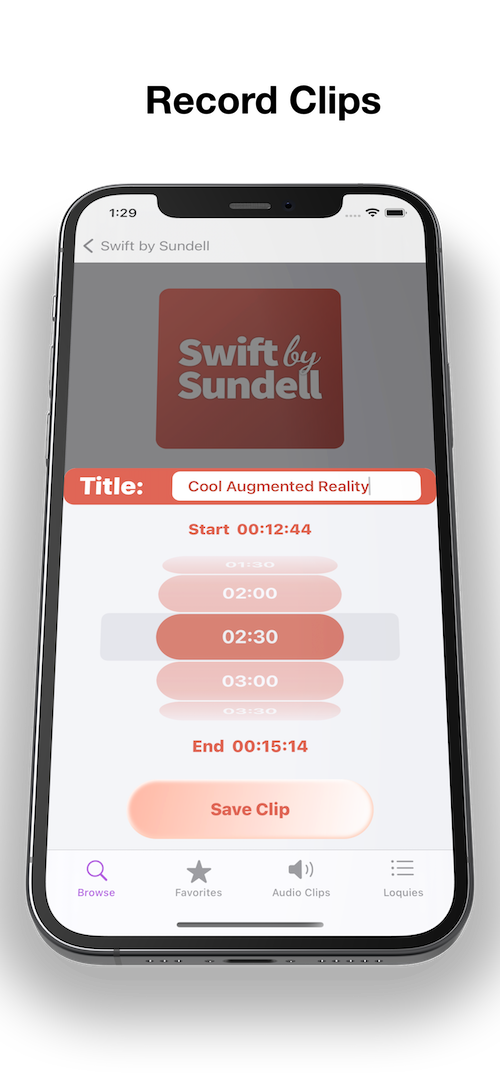 Record Clips
1:29
Swift by Sundell
Swift by
Sundell
Title: Cool Augmented Reality
Start 00:12:44
01:30
02:00
02:30
03:00
03:30
End 00:15:14
Save Clip
Browse Favorites Audio Clips Loquies